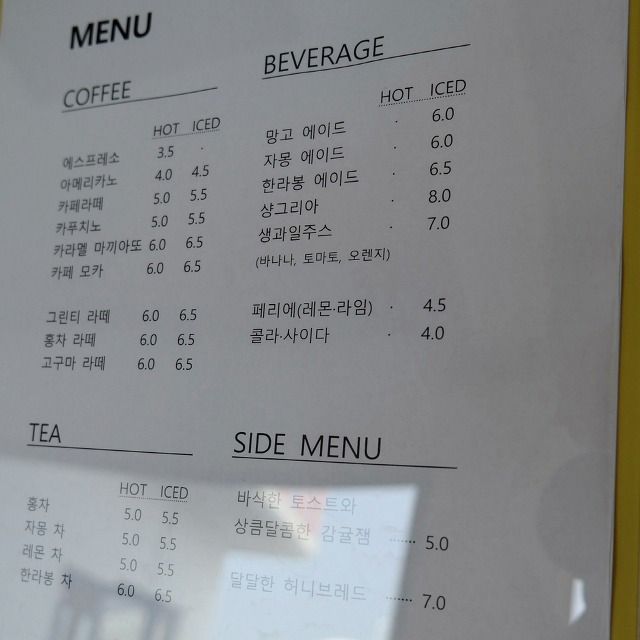 MENU
COFFEE
HOT ICED
에스프레소 3.5 ·
아메리카노 4.0 4.5
카페라떼 5.0 5.5
카푸치노 5.0 5.5
카라멜 마끼아또 6.0 6.5
카페 모카 6.0 6.5
그린티 라떼 6.0 6.5
홍차 라떼 6.0 6.5
고구마 라떼 6.0 6.5
TEA
HOT ICED
홍차 5.0 5.5
자몽 차 5.0 5.5
레몬 차 5.0 5.5
한라봉 차 6.0 6.5
BEVERAGE
HOT ICED
망고 에이드 · 6.0
자몽 에이드 · 6.0
한라봉 에이드 · 6.5
샹그리아 · 8.0
생과일주스 · 7.0
(바나나, 토마토, 오렌지)
페리에(레몬·라임) · 4.5
콜라·사이다 · 4.0
SIDE MENU
바삭한 토스트와
상큼달콤한 감귤잼 ······· 5.0
달달한 허니브레드 ······· 7.0